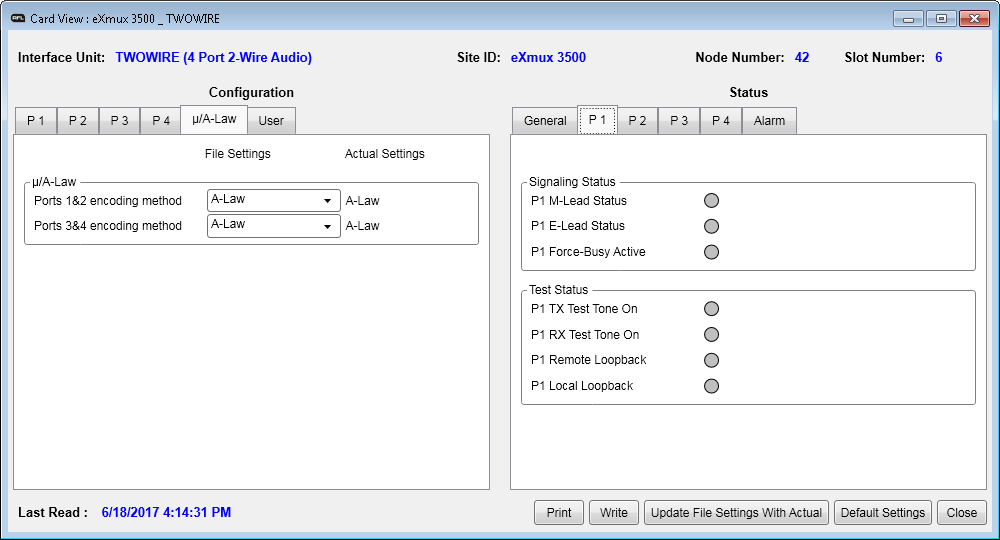 AFL Card View : eXmux 3500 _ TWOWIRE
Interface Unit: TWOWIRE (4 Port 2-Wire Audio) Site ID: eXmux 3500 Node Number: 42 Slot Number: 6
Configuration Status
P 1 P 2 P 3 P 4 µ/A-Law User General P 1 P 2 P 3 P 4 Alarm
File Settings Actual Settings
µ/A-Law
Ports 1&2 encoding method A-Law A-Law
Ports 3&4 encoding method A-Law A-Law
Signaling Status
P1 M-Lead Status
P1 E-Lead Status
P1 Force-Busy Active
Test Status
P1 TX Test Tone On
P1 RX Test Tone On
P1 Remote Loopback
P1 Local Loopback
Last Read : 6/18/2017 4:14:31 PM Print Write Update File Settings With Actual Default Settings Close